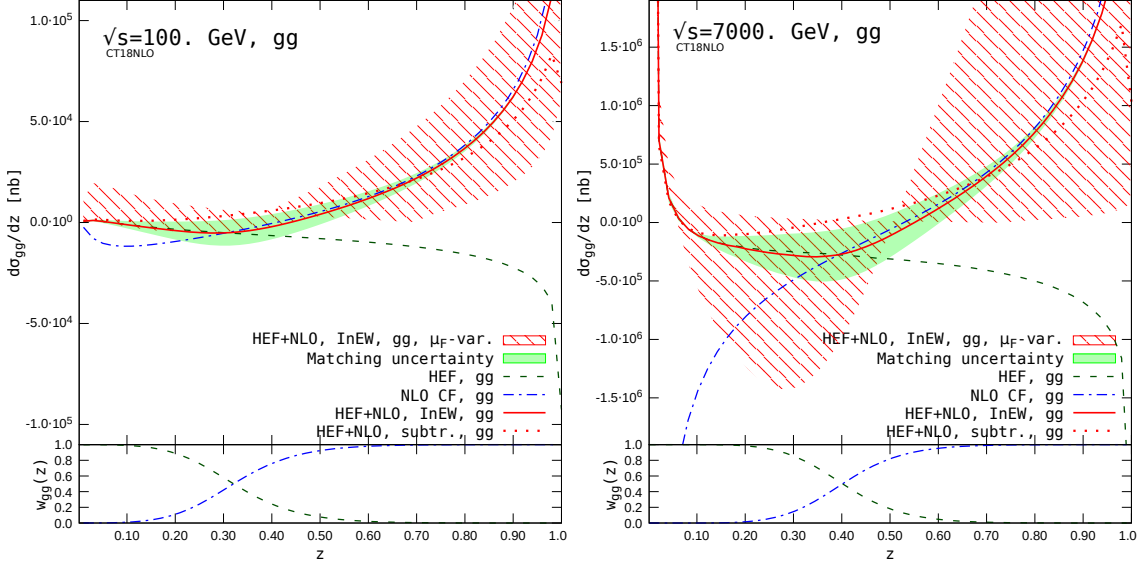 √s=100. GeV, gg
CT18NLO
1.0·10⁵
5.0·10⁴
0.0·10⁰
-5.0·10⁴
-1.0·10⁵
dσgg/dz [nb]
HEF+NLO, InEW, gg, μF-var.
Matching uncertainty
HEF, gg
NLO CF, gg
HEF+NLO, InEW, gg
HEF+NLO, subtr., gg
1.0
0.8
0.6
0.4
0.2
0.0
wgg(z)
0.10 0.20 0.30 0.40 0.50 0.60 0.70 0.80 0.90 1.00
z
√s=7000. GeV, gg
CT18NLO
1.5·10⁶
1.0·10⁶
5.0·10⁵
0.0·10⁰
-5.0·10⁵
-1.0·10⁶
-1.5·10⁶
dσgg/dz [nb]
HEF+NLO, InEW, gg, μF-var.
Matching uncertainty
HEF, gg
NLO CF, gg
HEF+NLO, InEW, gg
HEF+NLO, subtr., gg
1.0
0.8
0.6
0.4
0.2
0.0
wgg(z)
0.10 0.20 0.30 0.40 0.50 0.60 0.70 0.80 0.90 1.0
z